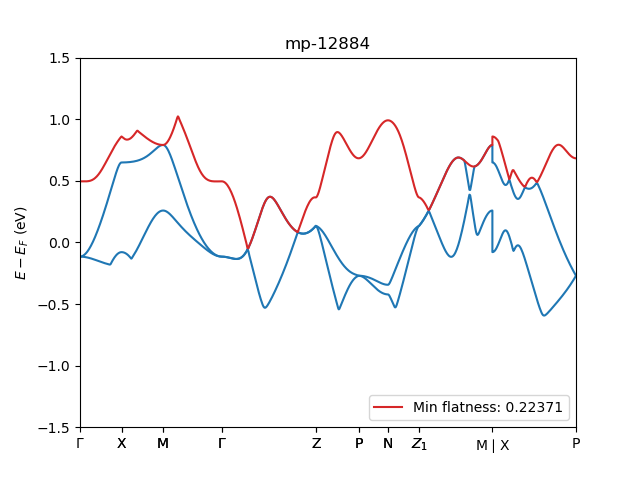 mp-12884
E − E_F (eV)
1.5
1.0
0.5
0.0
−0.5
−1.0
−1.5
Min flatness: 0.22371
Γ X M Γ Z P N Z₁ M | X P